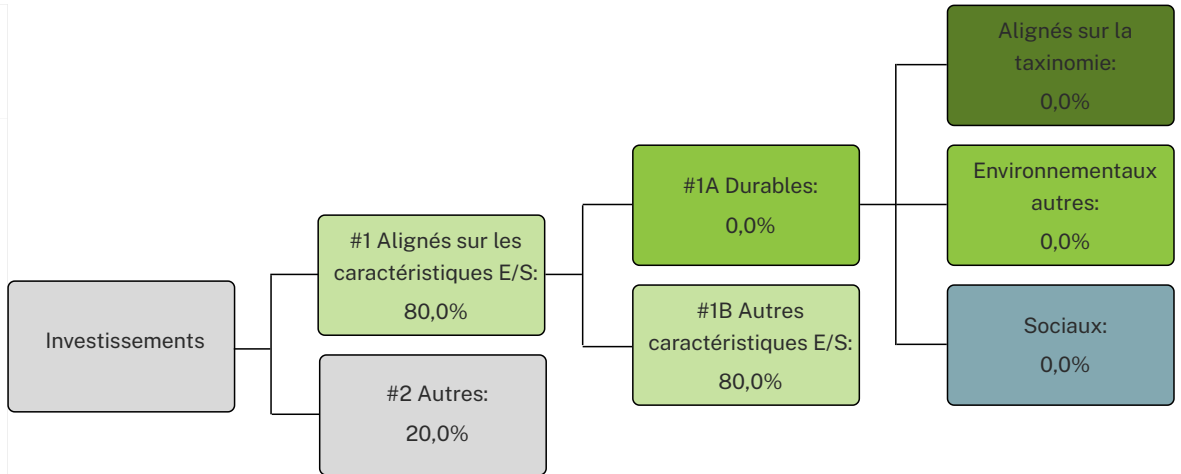 Investissements
#1 Alignés sur les
caractéristiques E/S:
80,0%
#2 Autres:
20,0%
#1A Durables:
0,0%
#1B Autres
caractéristiques E/S:
80,0%
Alignés sur la
taxinomie:
0,0%
Environnementaux
autres:
0,0%
Sociaux:
0,0%